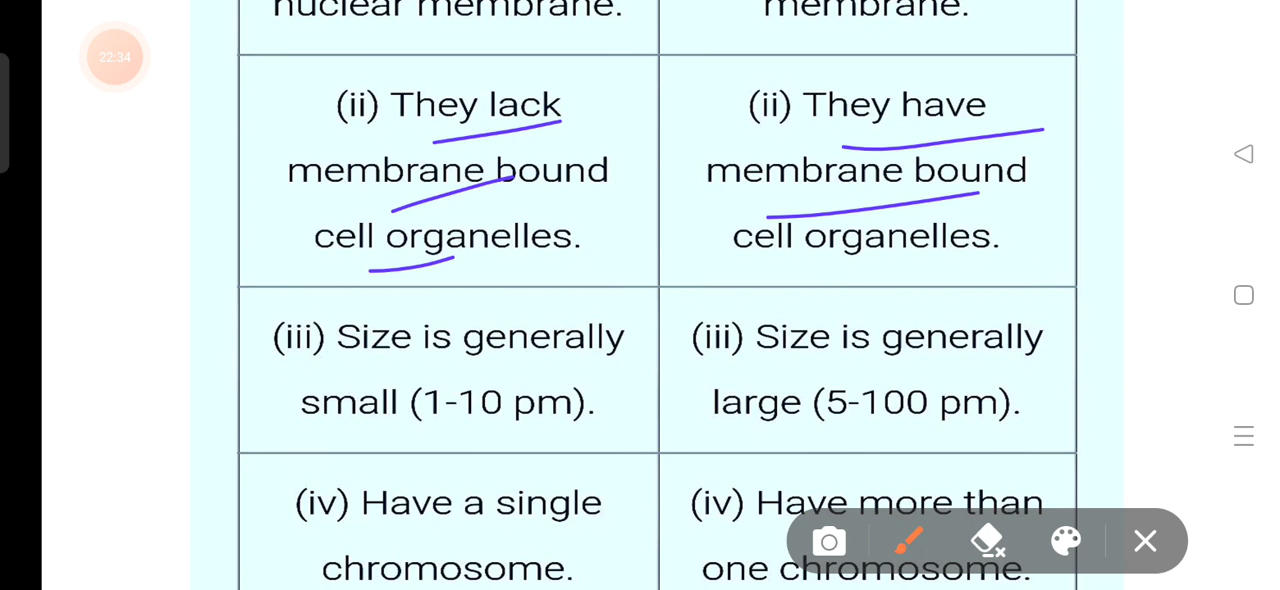 22:34
nuclear membrane.
membrane.
(ii) They lack
membrane bound
cell organelles.
(ii) They have
membrane bound
cell organelles.
(iii) Size is generally
small (1-10 pm).
(iii) Size is generally
large (5-100 pm).
(iv) Have a single
chromosome.
(iv) Have more than
one chromosome.